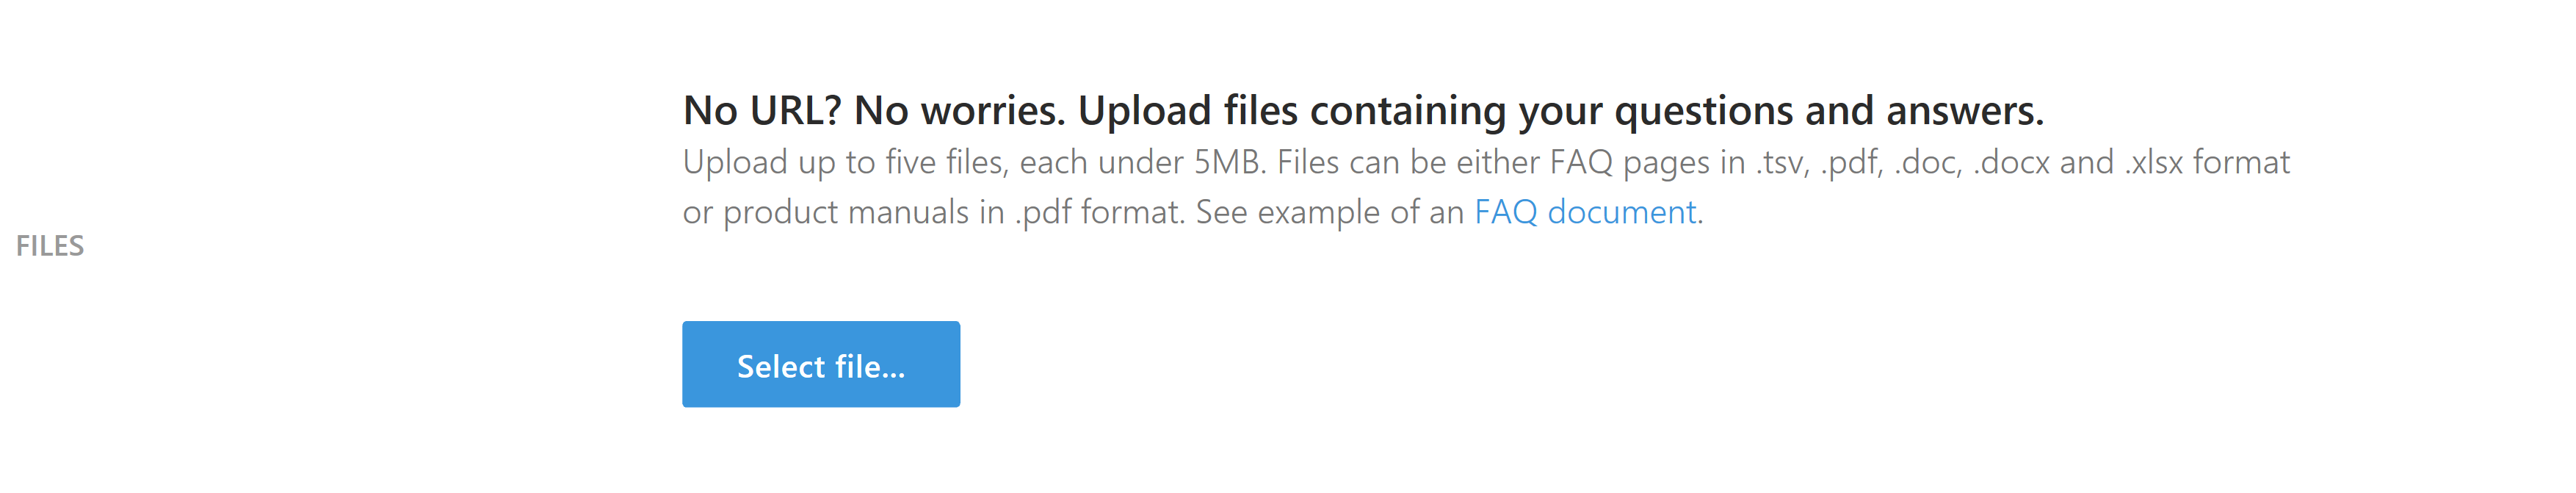 No URL? No worries. Upload files containing your questions and answers.
Upload up to five files, each under 5MB. Files can be either FAQ pages in .tsv, .pdf, .doc, .docx and .xlsx format
or product manuals in .pdf format. See example of an FAQ document.
FILES
Select file...